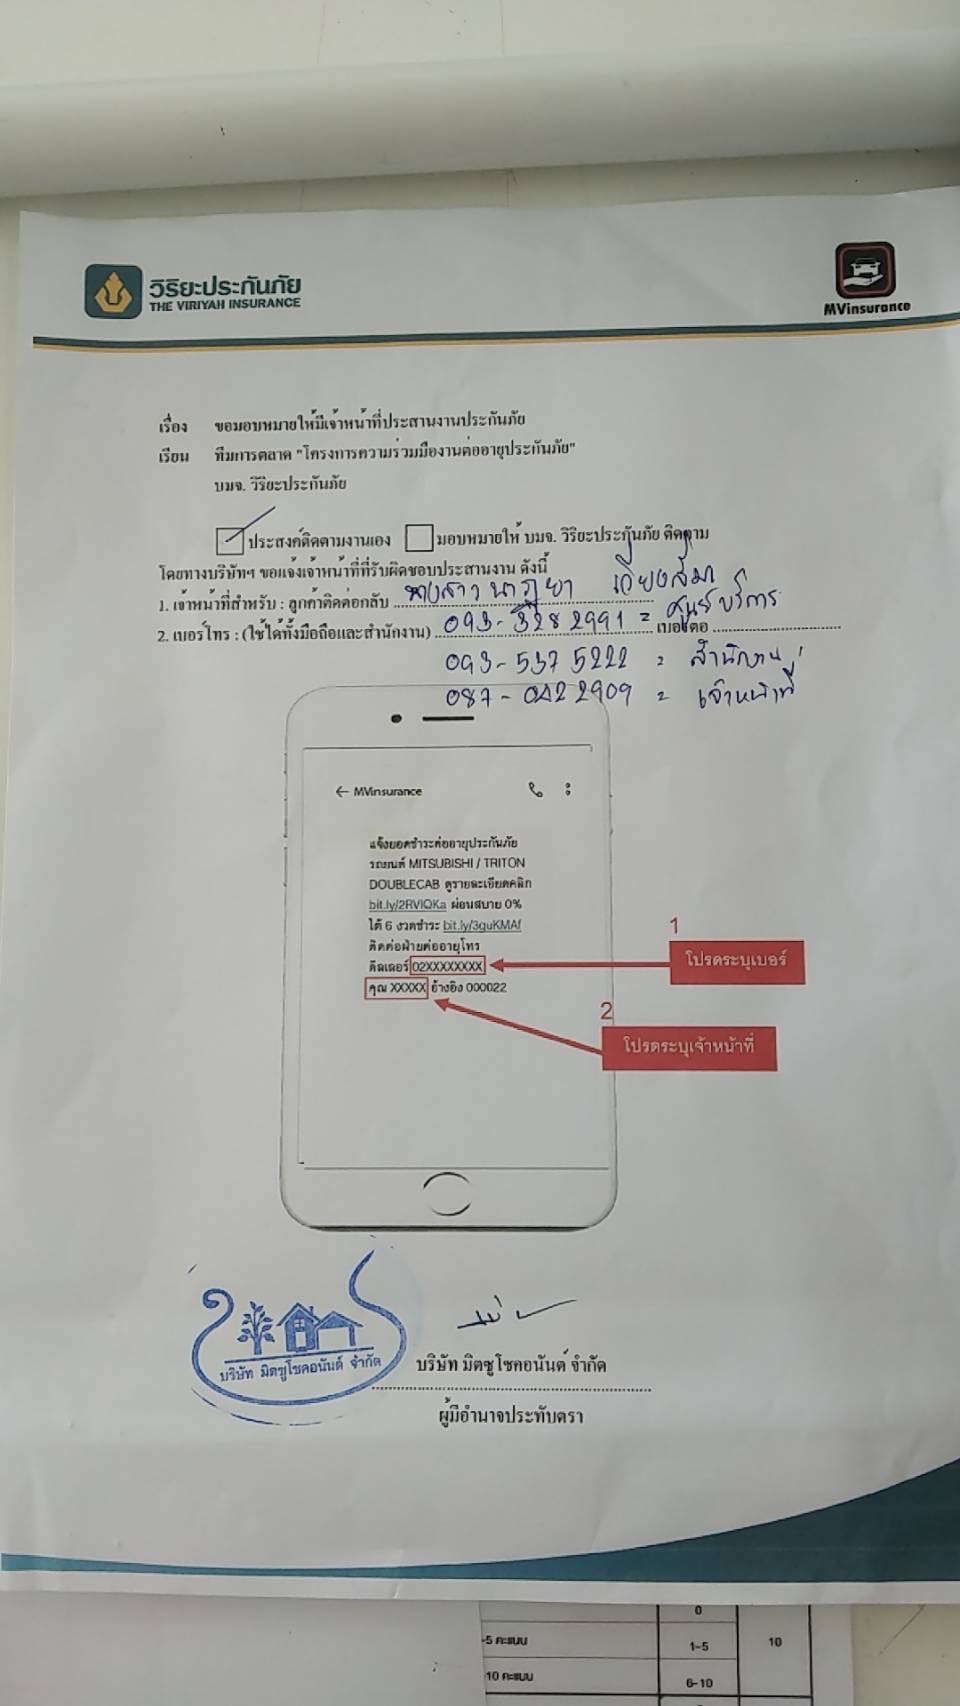 วิริยะประกันภัย
THE VIRIYAH INSURANCE
MVinsurance
เรื่อง ขอมอบหมายให้มีเจ้าหน้าที่ประสานงานประกันภัย
เรียน ทีมการตลาด "โครงการความร่วมมืองานต่ออายุประกันภัย"
บมจ. วิริยะประกันภัย
ประสงค์ติดตามงานเอง มอบหมายให้ บมจ. วิริยะประกันภัย ติดตาม
โดยทางบริษัทฯ ขอแจ้งเจ้าหน้าที่ที่รับผิดชอบประสานงาน ดังนี้
1. เจ้าหน้าที่สำหรับ : ลูกค้าติดต่อกลับ นางสาว
2. เบอร์โทร : (ใช้ได้ทั้งมือถือและสำนักงาน) 093-3282991 = ศูนย์บริการ เบอร์ต่อ
093-5375222 = สำนักงาน
087-0422909 = เจ้าหน้าที่
← MVinsurance
แจ้งยอดชำระต่ออายุประกันภัย
รถยนต์ MITSUBISHI / TRITON
DOUBLECAB ดูรายละเอียดคลิก
bit.ly/2RVIQKa ผ่อนสบาย 0%
ได้ 6 งวดชำระ bit.ly/3guKMAf
ติดต่อฝ่ายต่ออายุโทร
ดีลเลอร์ 02XXXXXXXX
คุณ XXXXX อ้างอิง 000022
1
โปรดระบุเบอร์
2
โปรดระบุเจ้าหน้าที่
บริษัท มิตซูโชคอนันต์ จำกัด
บริษัท มิตซูโชคอนันต์ จำกัด
ผู้มีอำนาจประทับตรา
0
-5 คะแนน 1-5 10
10 คะแนน 6-10